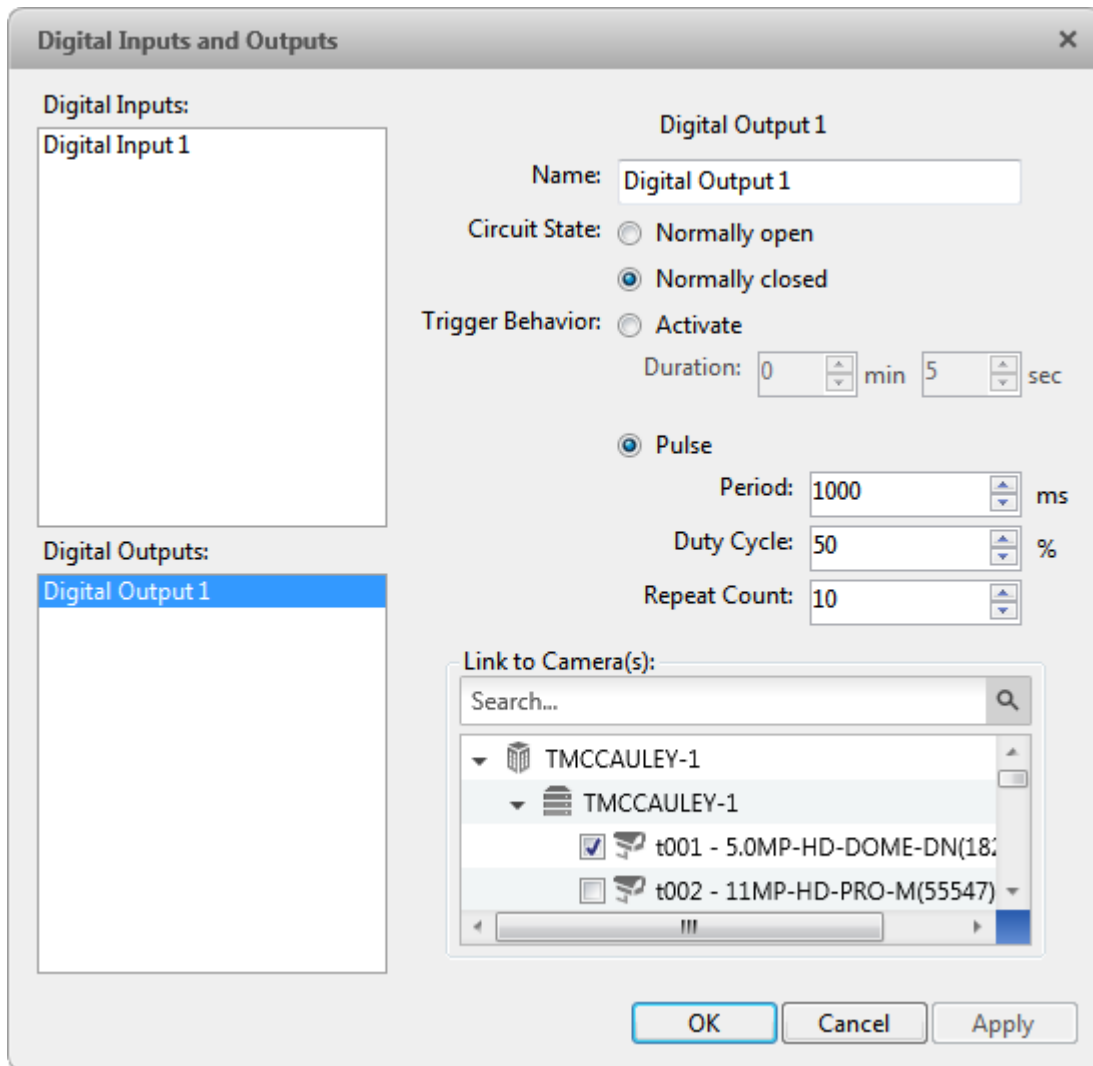 Digital Inputs and Outputs
Digital Inputs:
Digital Input 1
Digital Outputs:
Digital Output 1
Digital Output 1
Name: Digital Output 1
Circuit State: Normally open
Normally closed
Trigger Behavior: Activate
Duration: 0 min 5 sec
Pulse
Period: 1000 ms
Duty Cycle: 50 %
Repeat Count: 10
Link to Camera(s):
Search...
TMCCAULEY-1
TMCCAULEY-1
t001 - 5.0MP-HD-DOME-DN(182
t002 - 11MP-HD-PRO-M(55547)
OK Cancel Apply